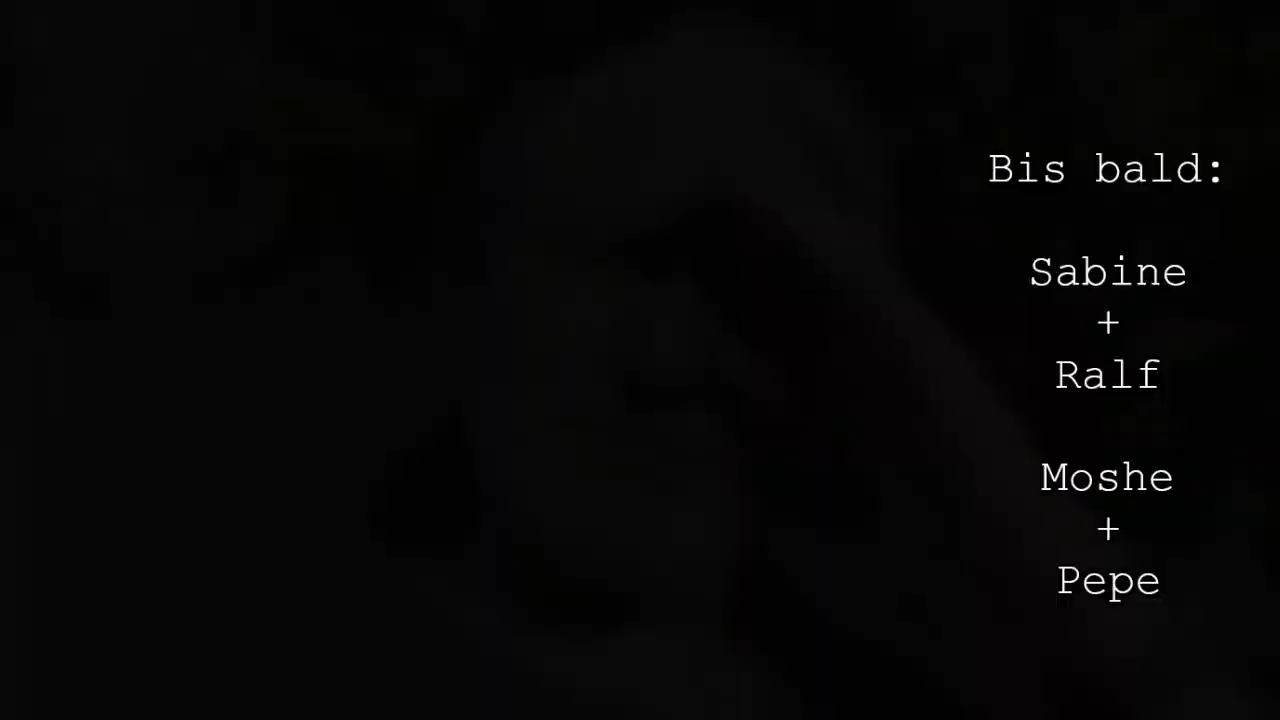 Bis bald:
Sabine
+
Ralf
Moshe
+
Pepe